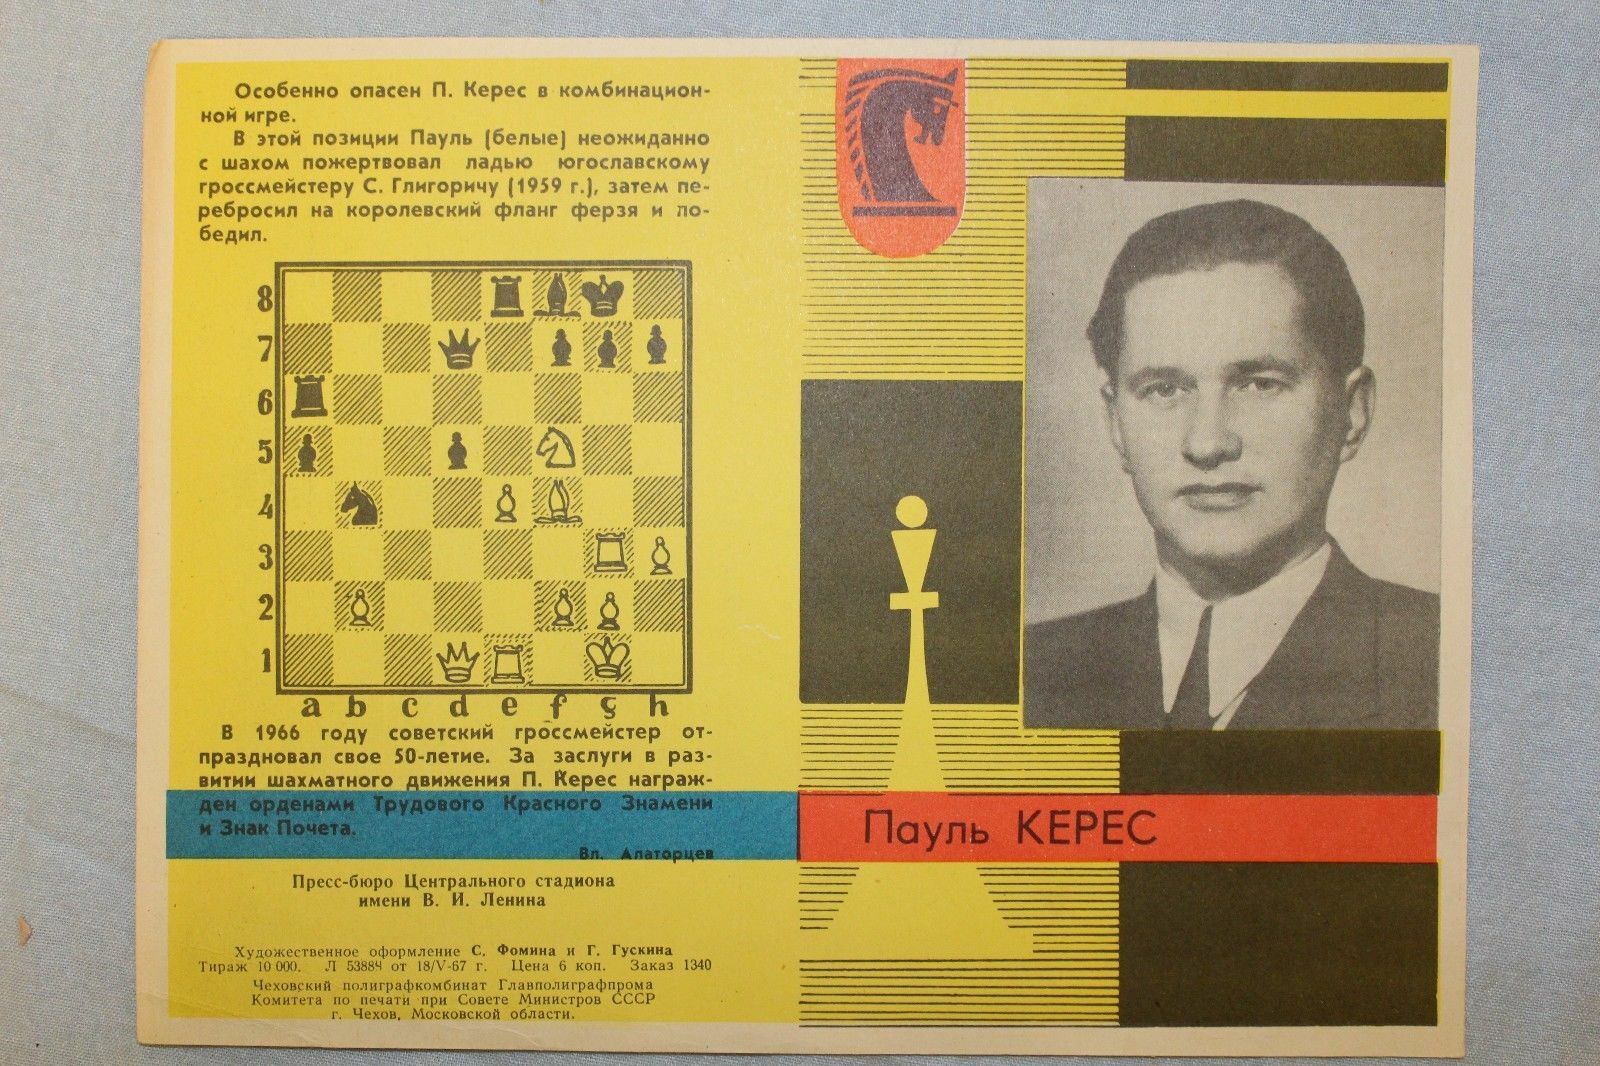 Особенно опасен П. Керес в комбинацион-
ной игре.
В этой позиции Пауль (белые) неожиданно
с шахом пожертвовал ладью югославскому
гроссмейстеру С. Глигоричу (1959 г.), затем пе-
ребросил на королевский фланг ферзя и по-
бедил.
8
7
6
5
4
3
2
1
a b c d e f g h
В 1966 году советский гроссмейстер от-
праздновал свое 50-летие. За заслуги в раз-
витии шахматного движения П. Керес награж-
ден орденами Трудового Красного Знамени
и Знак Почета.
Вл. Алаторцев
Пресс-бюро Центрального стадиона
имени В. И. Ленина
Художественное оформление С. Фомина и Г. Гускина
Тираж 10 000. Л 53884 от 18/V-67 г. Цена 6 коп. Заказ 1340
Чеховский полиграфкомбинат Главполиграфпрома
Комитета по печати при Совете Министров СССР
г. Чехов, Московской области.
Пауль КЕРЕС